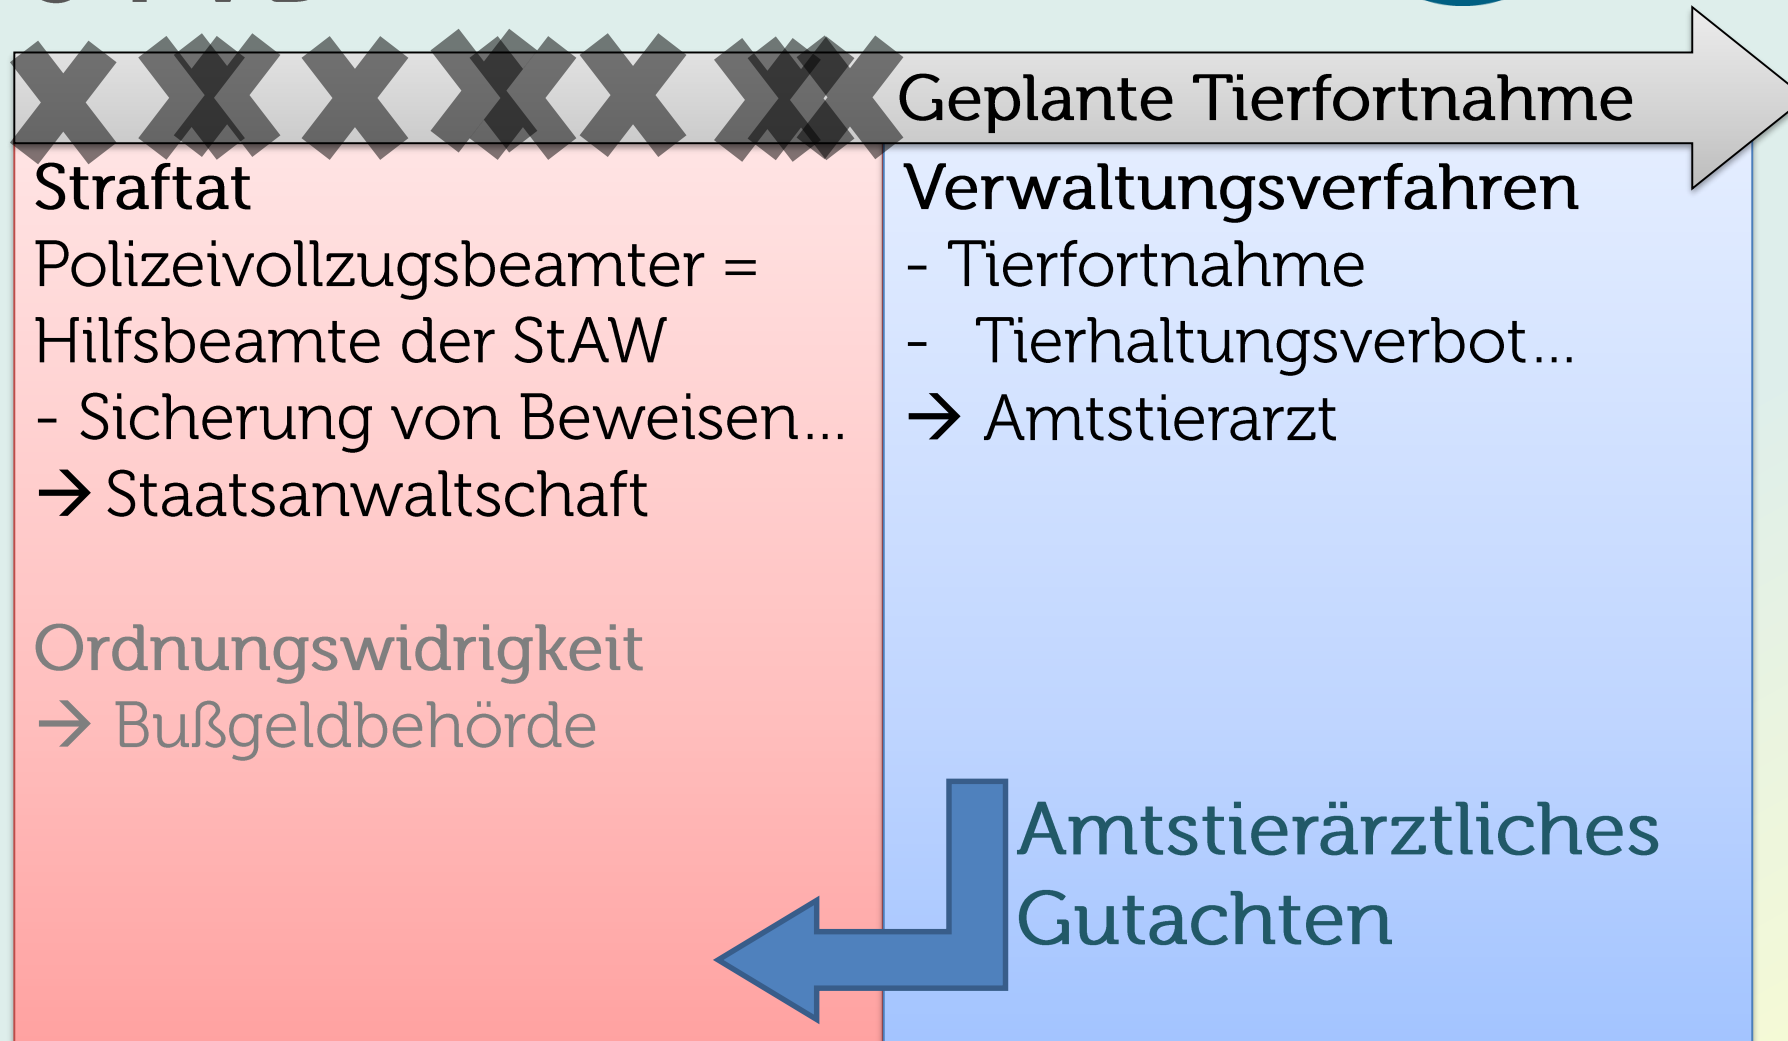 Geplante Tierfortnahme
Straftat
Polizeivollzugsbeamter =
Hilfsbeamte der StAW
- Sicherung von Beweisen...
→ Staatsanwaltschaft
Ordnungswidrigkeit
→ Bußgeldbehörde
Verwaltungsverfahren
- Tierfortnahme
- Tierhaltungsverbot...
→ Amtstierarzt
Amtstierärztliches
Gutachten